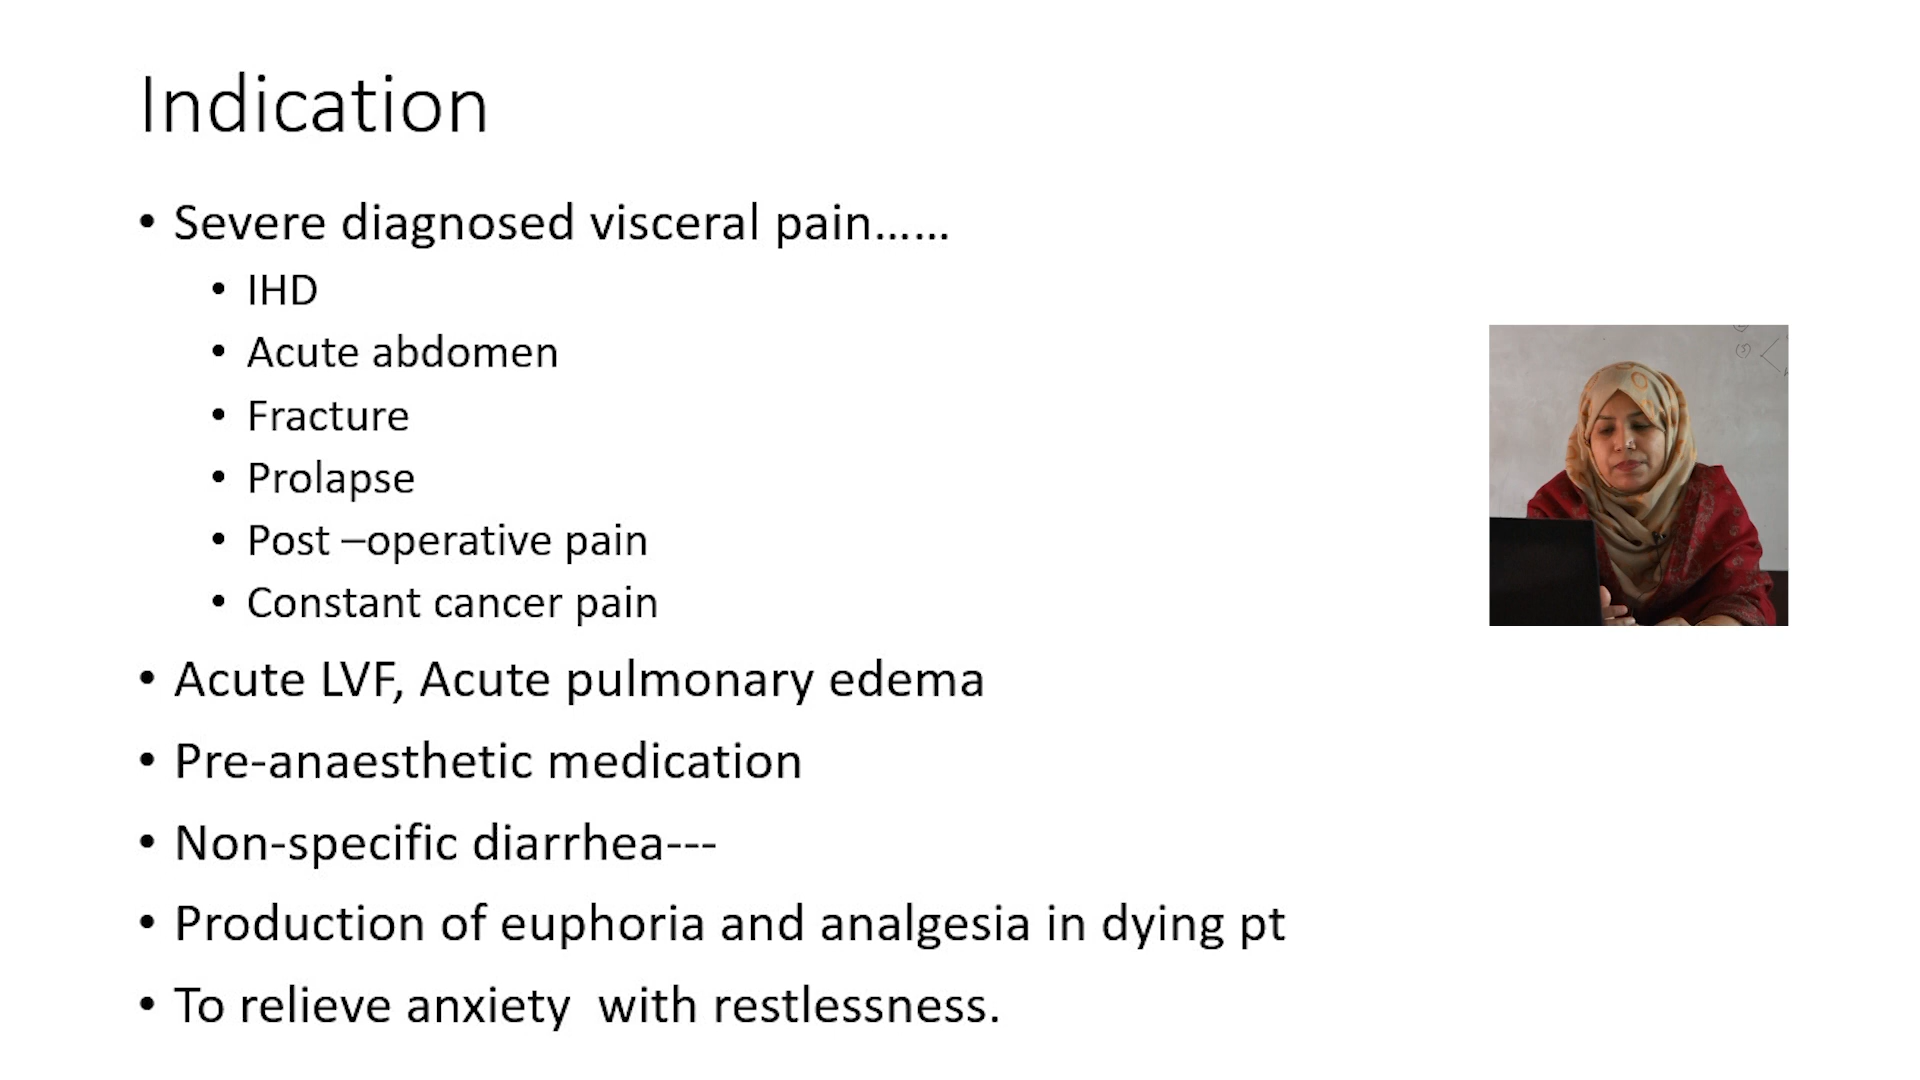 Indication
• Severe diagnosed visceral pain......
• IHD
• Acute abdomen
• Fracture
• Prolapse
• Post –operative pain
• Constant cancer pain
• Acute LVF, Acute pulmonary edema
• Pre-anaesthetic medication
• Non-specific diarrhea---
• Production of euphoria and analgesia in dying pt
• To relieve anxiety  with restlessness.